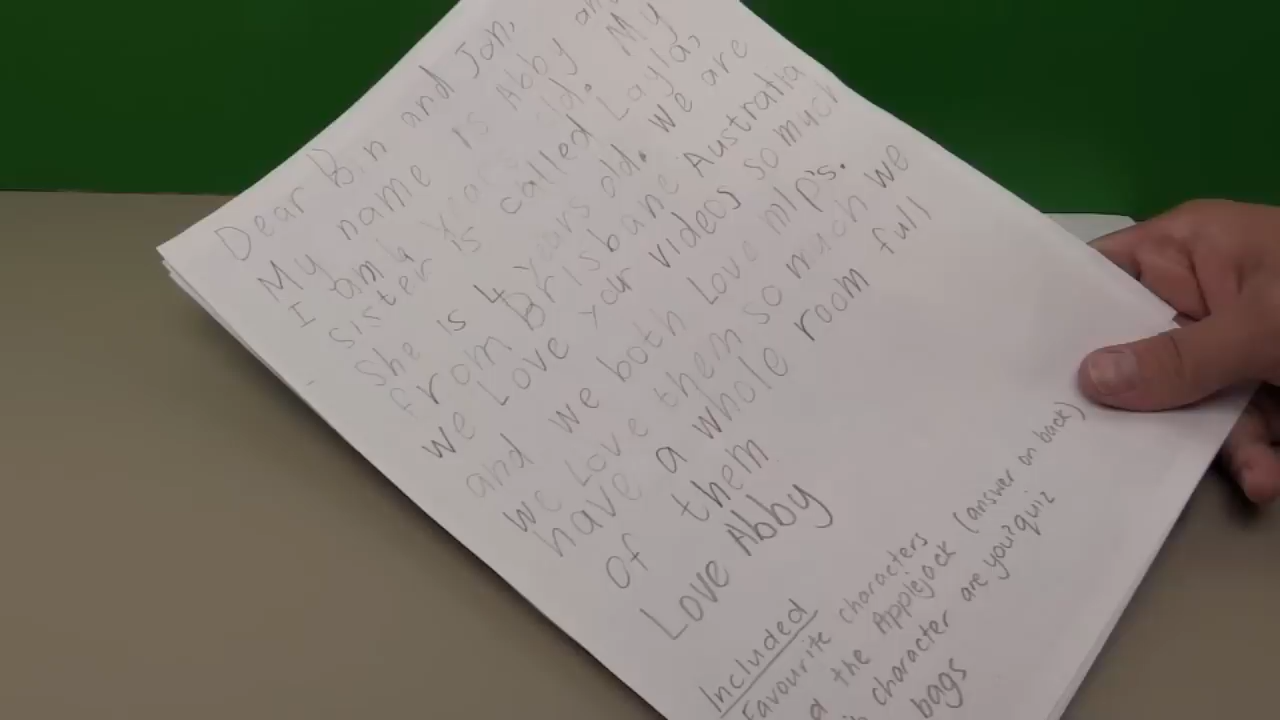 Dear Bin and Jon,
My name is Abby and
I am 4 years old. My
sister is called Layla,
She is 4 years old. we are
from Brisbane Australia
we Love your videos so much
and we both Love mlp's.
we Love them so much we
have a whole room full
of them
Love Abby
Included
Favourite characters
the Applejack (answer on back)
character are you? quiz
bags